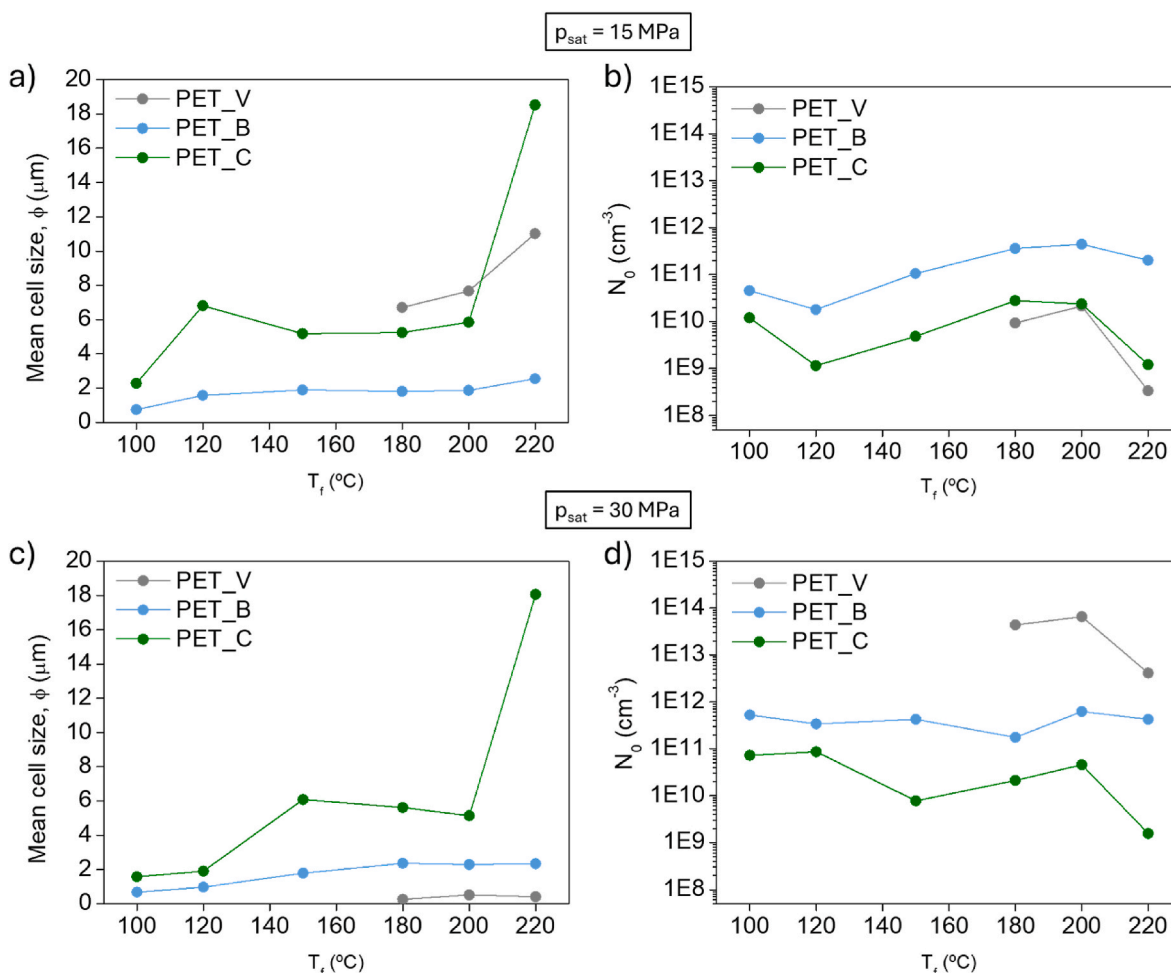 p_sat = 15 MPa
a)
PET_V
PET_B
PET_C
Mean cell size, ϕ (μm)
20
18
16
14
12
10
8
6
4
2
0
100 120 140 160 180 200 220
T_f (ºC)
b)
PET_V
PET_B
PET_C
N_0 (cm^-3)
1E15
1E14
1E13
1E12
1E11
1E10
1E9
1E8
100 120 140 160 180 200 220
T_f (ºC)
p_sat = 30 MPa
c)
PET_V
PET_B
PET_C
Mean cell size, ϕ (μm)
20
18
16
14
12
10
8
6
4
2
0
100 120 140 160 180 200 220
T_f (ºC)
d)
PET_V
PET_B
PET_C
N_0 (cm^-3)
1E15
1E14
1E13
1E12
1E11
1E10
1E9
1E8
100 120 140 160 180 200 220
T_f (ºC)